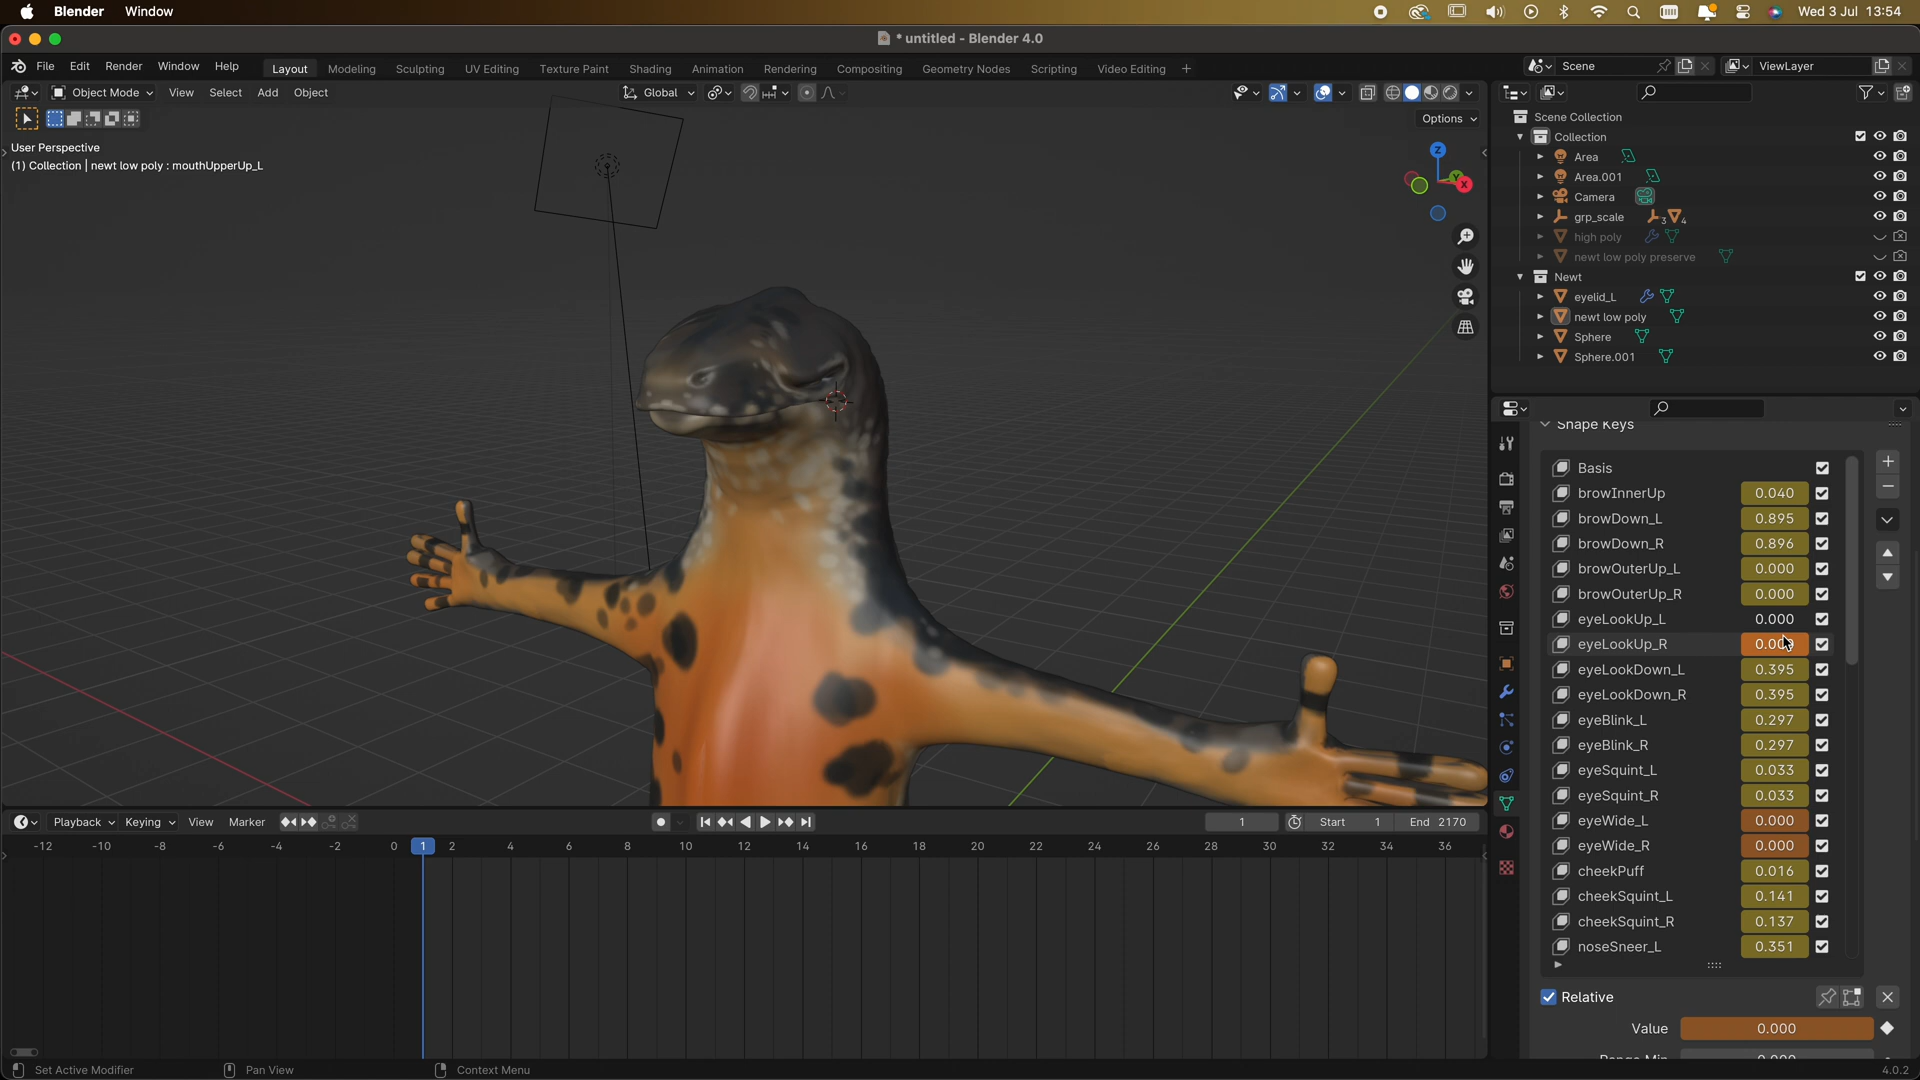 Blender Window Wed 3 Jul 13:54
* untitled - Blender 4.0
File Edit Render Window Help Layout Modeling Sculpting UV Editing Texture Paint Shading Animation Rendering Compositing Geometry Nodes Scripting Video Editing + Scene ViewLayer
Object Mode View Select Add Object Global
Options
User Perspective
(1) Collection | newt low poly : mouthUpperUp_L
Z
Y
X
Scene Collection
Collection
Area
Area.001
Camera
grp_scale 3 4
high poly
newt low poly preserve
Newt
eyelid_L
newt low poly
Sphere
Sphere.001
Shape Keys
Basis
browInnerUp 0.040
browDown_L 0.895
browDown_R 0.896
browOuterUp_L 0.000
browOuterUp_R 0.000
eyeLookUp_L 0.000
eyeLookUp_R 0.000
eyeLookDown_L 0.395
eyeLookDown_R 0.395
eyeBlink_L 0.297
eyeBlink_R 0.297
eyeSquint_L 0.033
eyeSquint_R 0.033
eyeWide_L 0.000
eyeWide_R 0.000
cheekPuff 0.016
cheekSquint_L 0.141
cheekSquint_R 0.137
noseSneer_L 0.351
Relative
Value 0.000
Range Min 0.000
Playback Keying View Marker 1 Start 1 End 2170
-12 -10 -8 -6 -4 -2 0 1 2 4 6 8 10 12 14 16 18 20 22 24 26 28 30 32 34 36
Set Active Modifier Pan View Context Menu 4.0.2